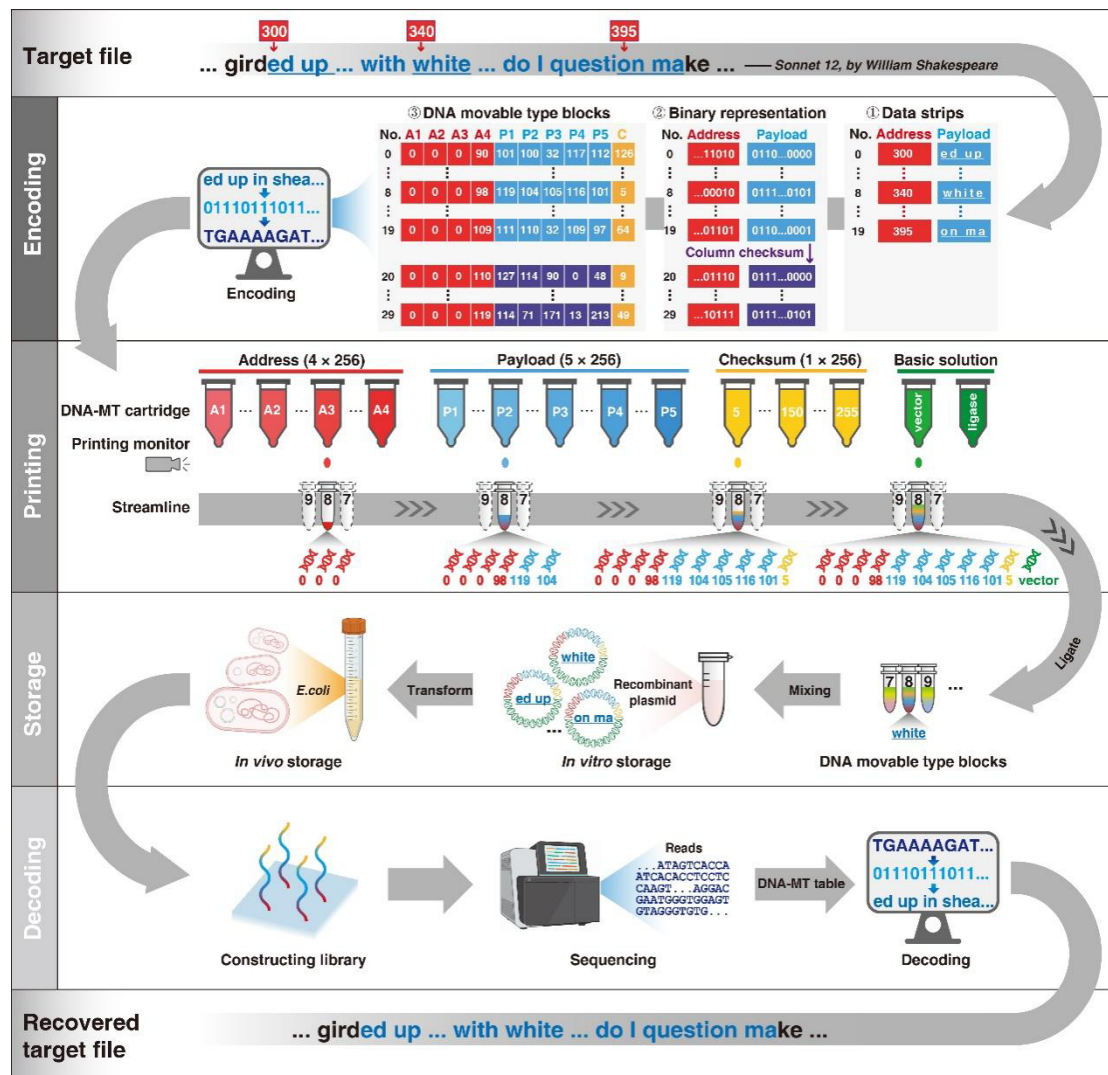 300 340 395
Target file
... girded up ... with white ... do I question make ... —— Sonnet 12, by William Shakespeare
Encoding
③ DNA movable type blocks
No. A1 A2 A3 A4 P1 P2 P3 P4 P5 C
0 0 0 0 90 101 100 32 117 112 126
8 0 0 0 98 119 104 105 116 101 5
19 0 0 0 109 111 110 32 109 97 64
20 0 0 0 110 127 114 90 0 48 9
29 0 0 0 119 114 71 171 13 213 49
② Binary representation
No. Address Payload
0 ...11010 0110...0000
8 ...00010 0111...0101
19 ...01101 0110...0001
Column checksum
20 ...01110 0111...0000
29 ...10111 0111...0101
① Data strips
No. Address Payload
0 300 ed up
8 340 white
19 395 on ma
ed up in shea...
01110111011...
TGAAAAGAT...
Encoding
Printing
Address (4 × 256) Payload (5 × 256) Checksum (1 × 256) Basic solution
DNA-MT cartridge
A1 ... A2 ... A3 ... A4 P1 ... P2 ... P3 ... P4 ... P5 5 ... 150 ... 255 vector ligase
Printing monitor
Streamline
9 8 7 9 8 7 9 8 7 9 8 7
0 0 0
0 0 0 98 119 104
0 0 0 98 119 104 105 116 101 5
0 0 0 98 119 104 105 116 101 5 vector
Ligate
Storage
E.coli
In vivo storage
Transform
white
ed up
on ma
...
Recombinant
plasmid
In vitro storage
Mixing
7 8 9 ...
white
DNA movable type blocks
Decoding
Constructing library
Sequencing
Reads
...ATAGTCACCA
ATCACACCTCCTC
CAAGT...AGGAC
GAATGGGTGGAGT
GTAGGGTGTG...
DNA-MT table
TGAAAAGAT...
01110111011...
ed up in shea...
Decoding
Recovered
target file
... girded up ... with white ... do I question make ...